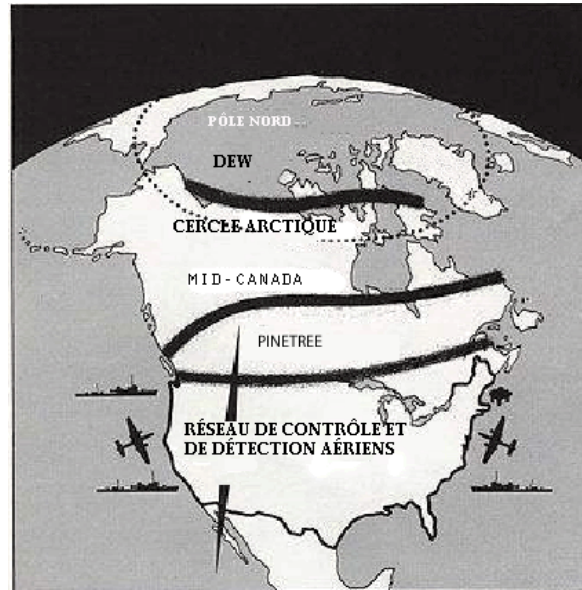 PÔLE NORD
DEW
CERCLE ARCTIQUE
MID-CANADA
PINETREE
RÉSEAU DE CONTRÔLE ET
DE DÉTECTION AÉRIENS